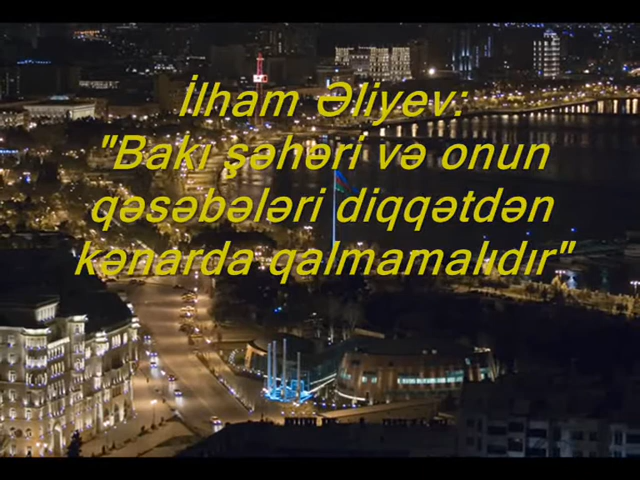 İlham Əliyev:
"Bakı şəhəri və onun
qəsəbələri diqqətdən
kənarda qalmamalıdır"